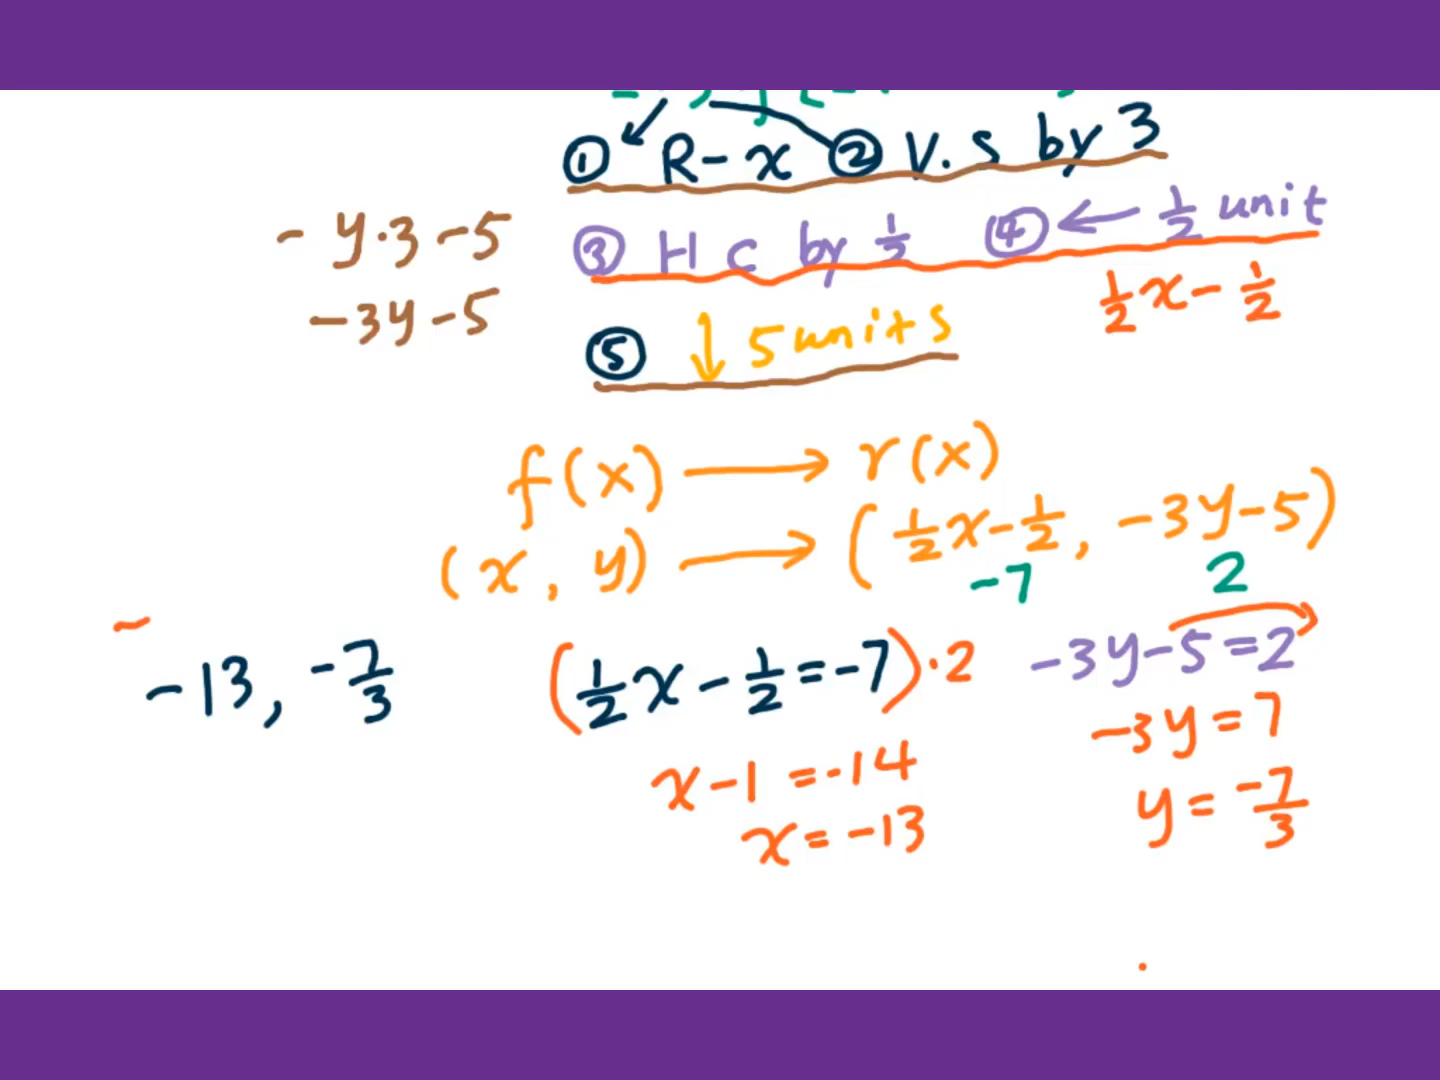 ① R-x ② V.S by 3
-y·3-5 ③ H C by 1/2 ④ ← 1/2 unit
-3y-5 1/2x-1/2
⑤ ↓ 5 units
f(x) → r(x)
(x, y) → (1/2x-1/2, -3y-5)
-7 2
-13, -7/3 (1/2x-1/2=-7)·2 -3y-5=2
x-1=-14 -3y=7
x=-13 y=-7/3